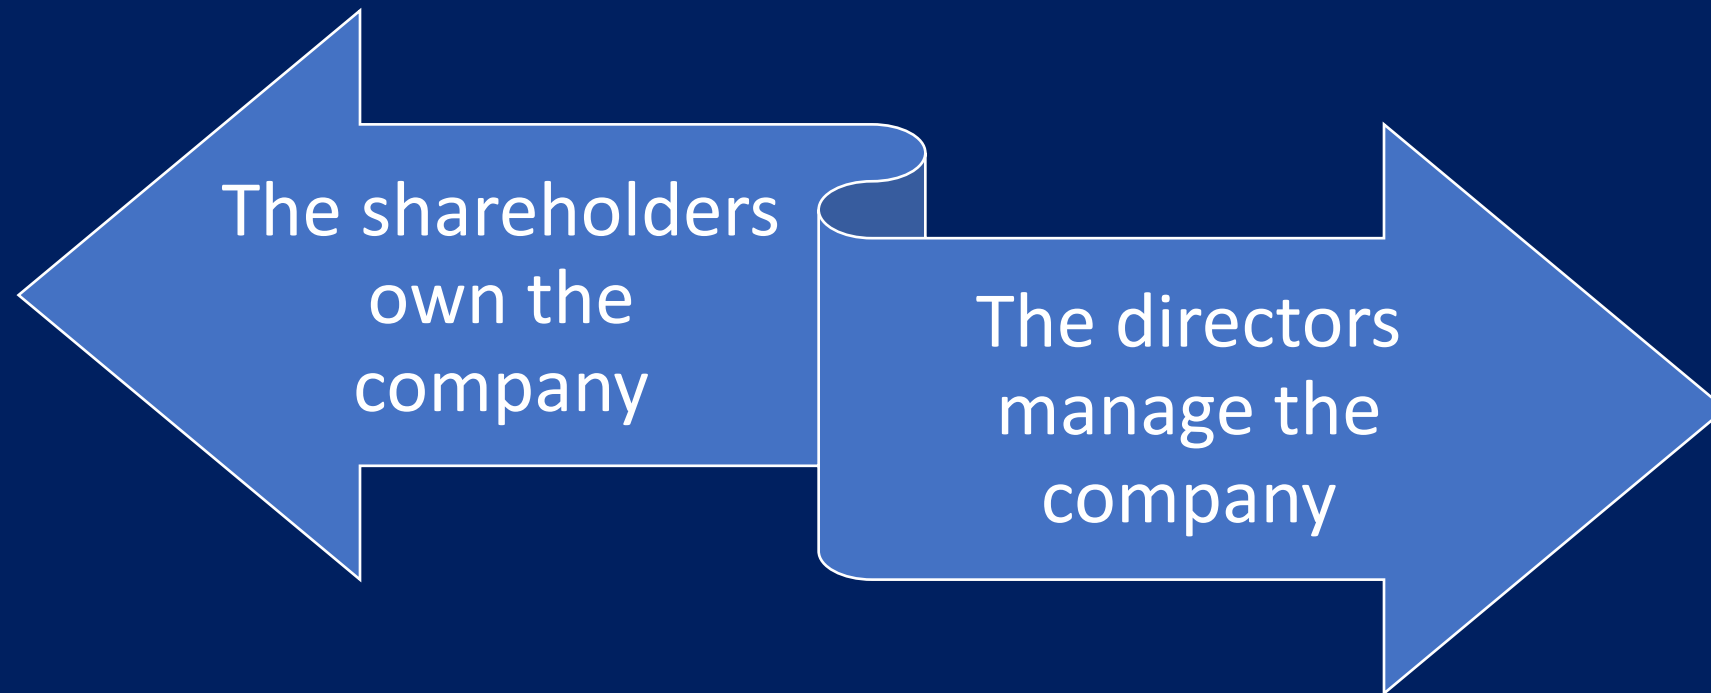 The shareholders
own the
company
The directors
manage the
company